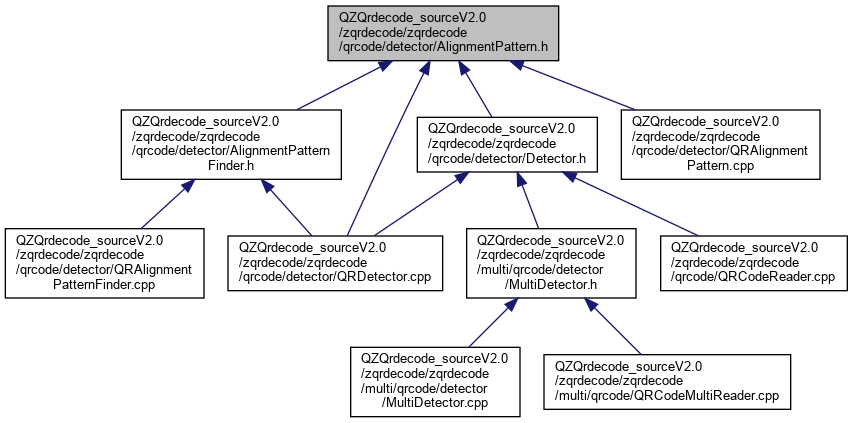 QZQrdecode_sourceV2.0
/zqrdecode/zqrdecode
/qrcode/detector/AlignmentPattern.h
QZQrdecode_sourceV2.0
/zqrdecode/zqrdecode
/qrcode/detector/AlignmentPattern
Finder.h
QZQrdecode_sourceV2.0
/zqrdecode/zqrdecode
/qrcode/detector/Detector.h
QZQrdecode_sourceV2.0
/zqrdecode/zqrdecode
/qrcode/detector/QRAlignment
Pattern.cpp
QZQrdecode_sourceV2.0
/zqrdecode/zqrdecode
/qrcode/detector/QRAlignment
PatternFinder.cpp
QZQrdecode_sourceV2.0
/zqrdecode/zqrdecode
/qrcode/detector/QRDetector.cpp
QZQrdecode_sourceV2.0
/zqrdecode/zqrdecode
/multi/qrcode/detector
/MultiDetector.h
QZQrdecode_sourceV2.0
/zqrdecode/zqrdecode
/qrcode/QRCodeReader.cpp
QZQrdecode_sourceV2.0
/zqrdecode/zqrdecode
/multi/qrcode/detector
/MultiDetector.cpp
QZQrdecode_sourceV2.0
/zqrdecode/zqrdecode
/multi/qrcode/QRCodeMultiReader.cpp